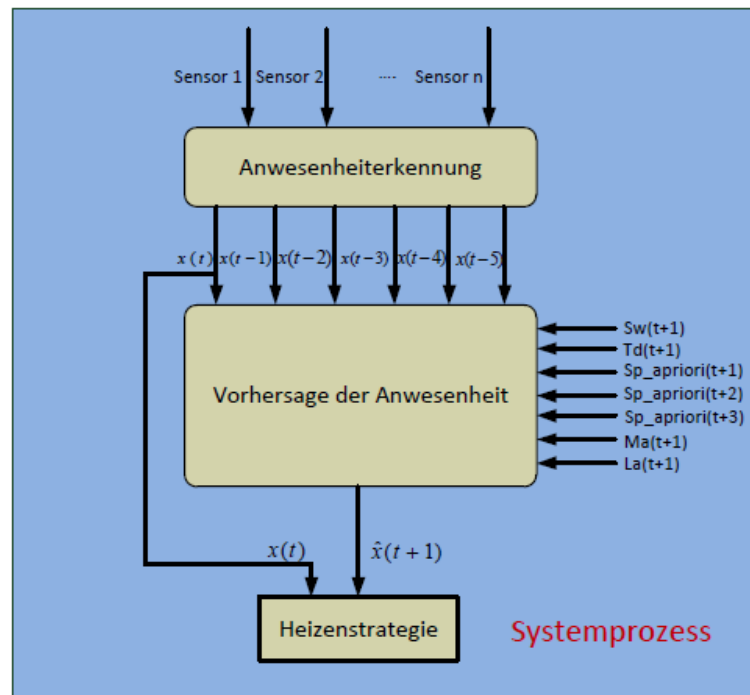 Sensor 1 Sensor 2 .... Sensor n
Anwesenheiterkennung
x(t) x(t−1) x(t−2) x(t−3) x(t−4) x(t−5)
Sw(t+1)
Td(t+1)
Sp_apriori(t+1)
Vorhersage der Anwesenheit
Sp_apriori(t+2)
Sp_apriori(t+3)
Ma(t+1)
La(t+1)
x(t) x̂(t+1)
Heizenstrategie
Systemprozess